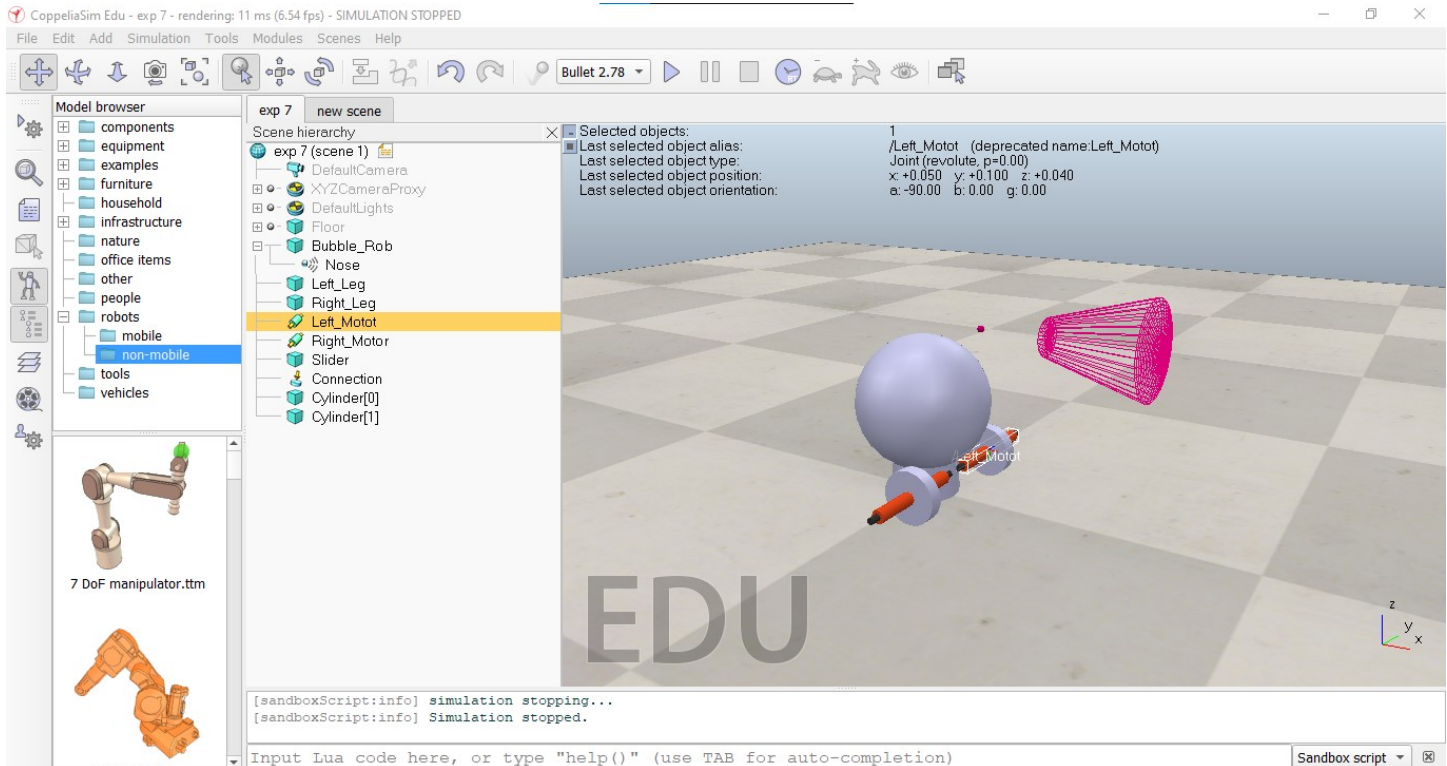 CoppeliaSim Edu - exp 7 - rendering: 11 ms (6.54 fps) - SIMULATION STOPPED
File Edit Add Simulation Tools Modules Scenes Help
Bullet 2.78
Model browser
components
equipment
examples
furniture
household
infrastructure
nature
office items
other
people
robots
mobile
non-mobile
tools
vehicles
7 DoF manipulator.ttm
exp 7 new scene
Scene hierarchy
exp 7 (scene 1)
DefaultCamera
XYZCameraProxy
DefaultLights
Floor
Bubble_Rob
Nose
Left_Leg
Right_Leg
Left_Motot
Right_Motor
Slider
Connection
Cylinder[0]
Cylinder[1]
Selected objects: 1
Last selected object alias: /Left_Motot (deprecated name:Left_Motot)
Last selected object type: Joint (revolute, p=0.00)
Last selected object position: x: +0.050 y: +0.100 z: +0.040
Last selected object orientation: a: -90.00 b: 0.00 g: 0.00
/Left_Motot
EDU
z
y
x
[sandboxScript:info] simulation stopping...
[sandboxScript:info] Simulation stopped.
Input Lua code here, or type "help()" (use TAB for auto-completion)
Sandbox script